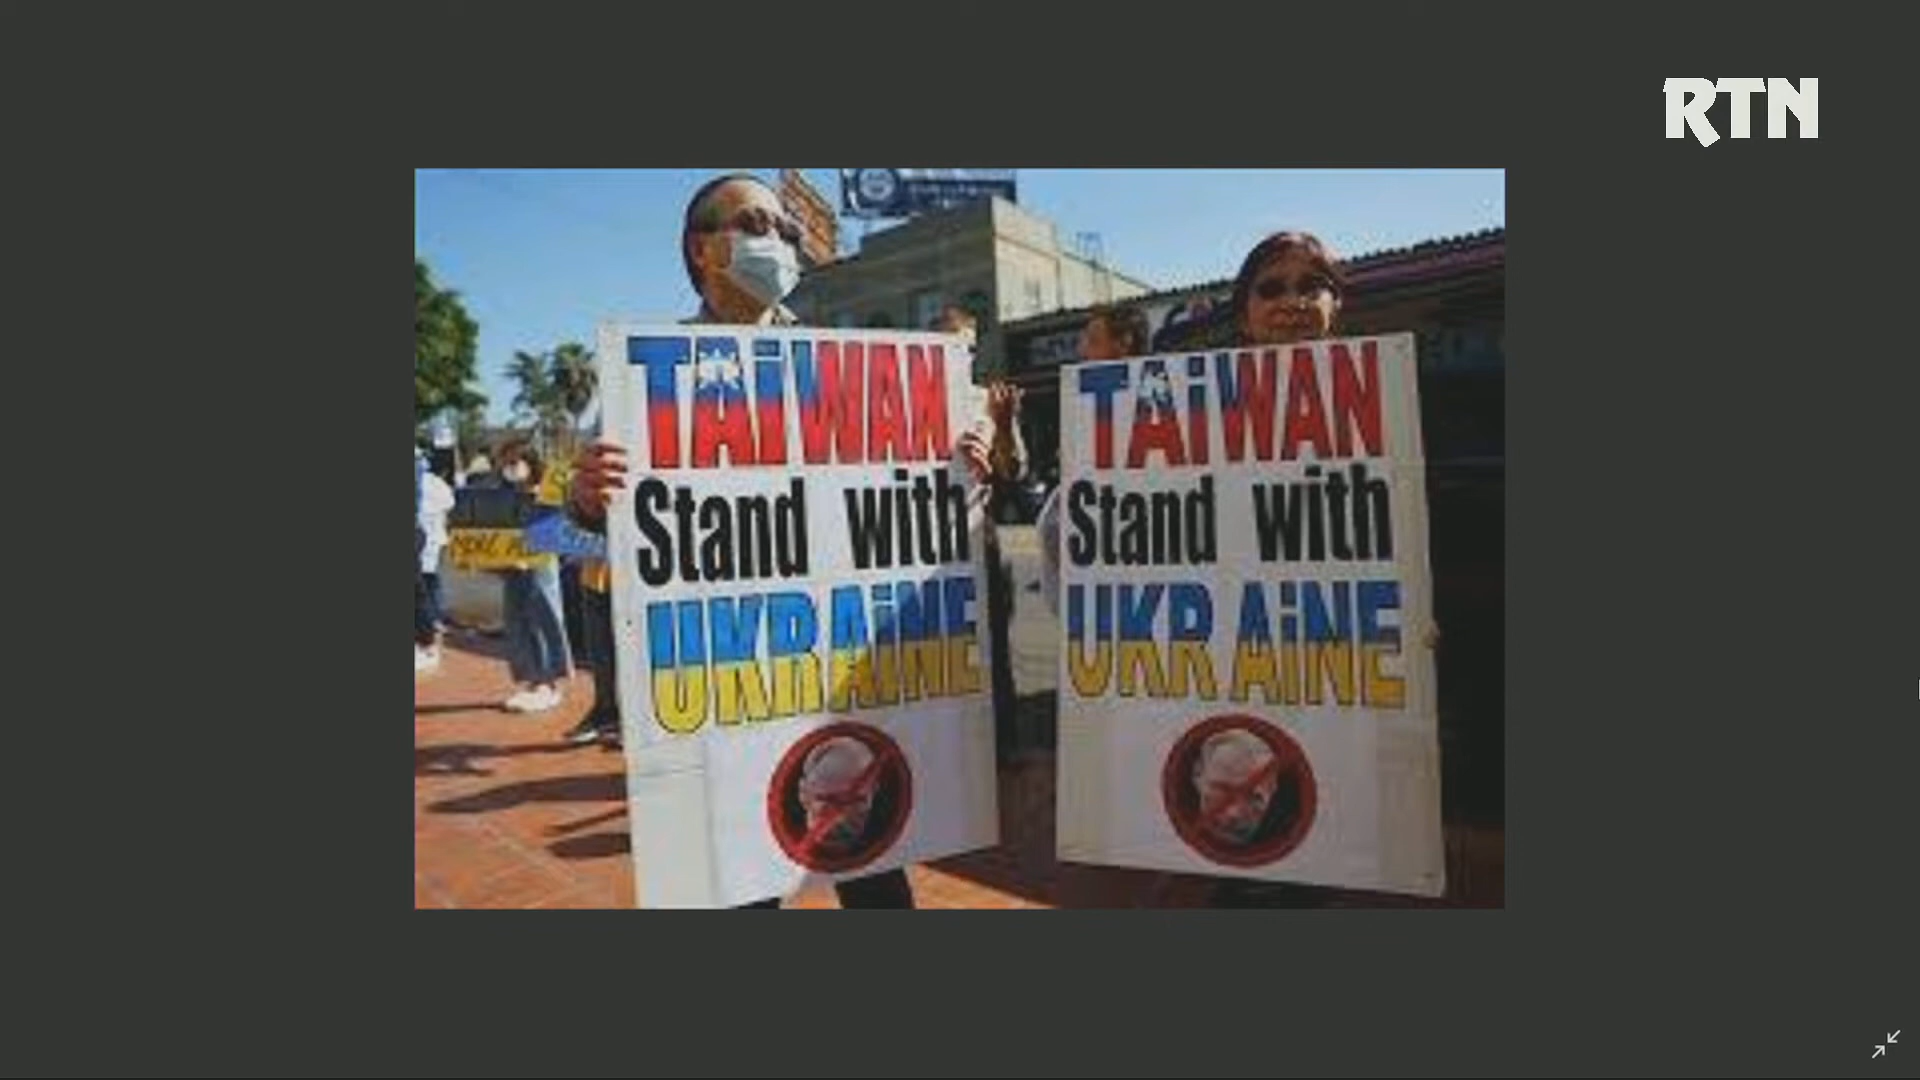 RTN
TAiWAN
Stand with
UKRAiNE
TAiWAN
Stand with
UKRAiNE